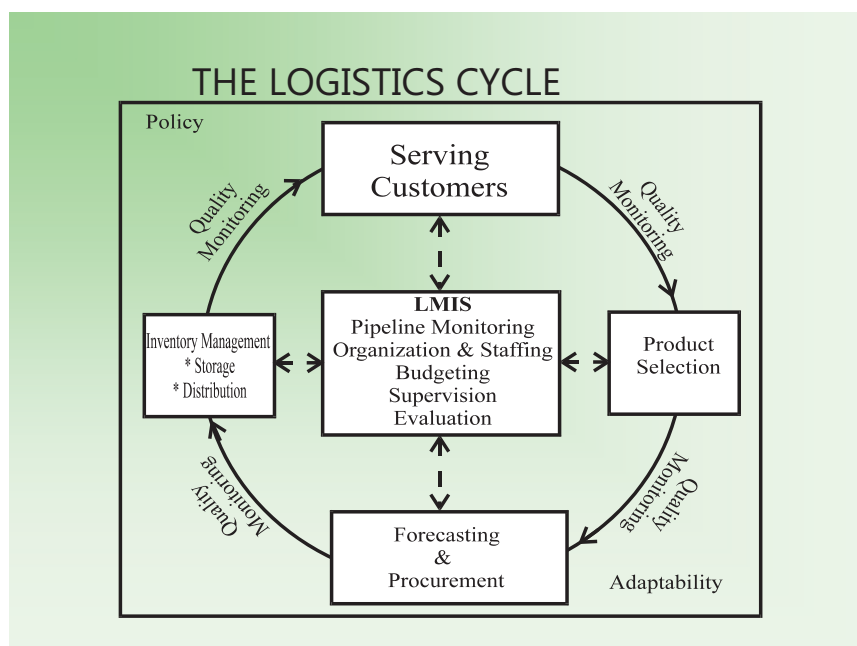 THE LOGISTICS CYCLE
Policy
Serving
Customers
Quality
Monitoring
Quality
Monitoring
LMIS
Pipeline Monitoring
Organization & Staffing
Budgeting
Supervision
Evaluation
Inventory Management
* Storage
* Distribution
Product
Selection
Quality
Monitoring
Quality
Monitoring
Forecasting
&
Procurement
Adaptability